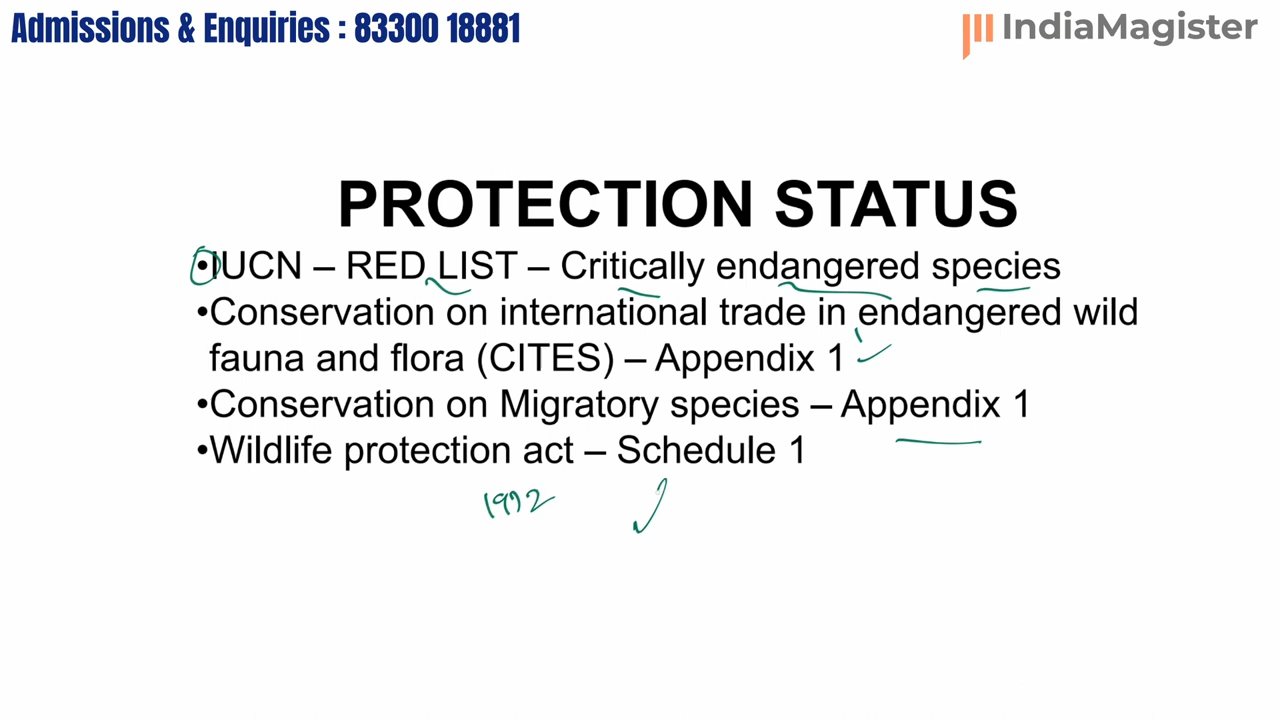 Admissions & Enquiries : 83300 18881
IndiaMagister
PROTECTION STATUS
•IUCN – RED LIST – Critically endangered species
•Conservation on international trade in endangered wild
fauna and flora (CITES) – Appendix 1
•Conservation on Migratory species – Appendix 1
•Wildlife protection act – Schedule 1
1972